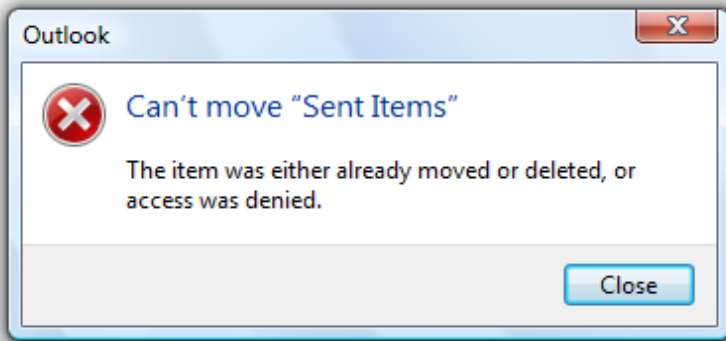 Outlook
Can't move “Sent Items”
The item was either already moved or deleted, or
access was denied.
Close